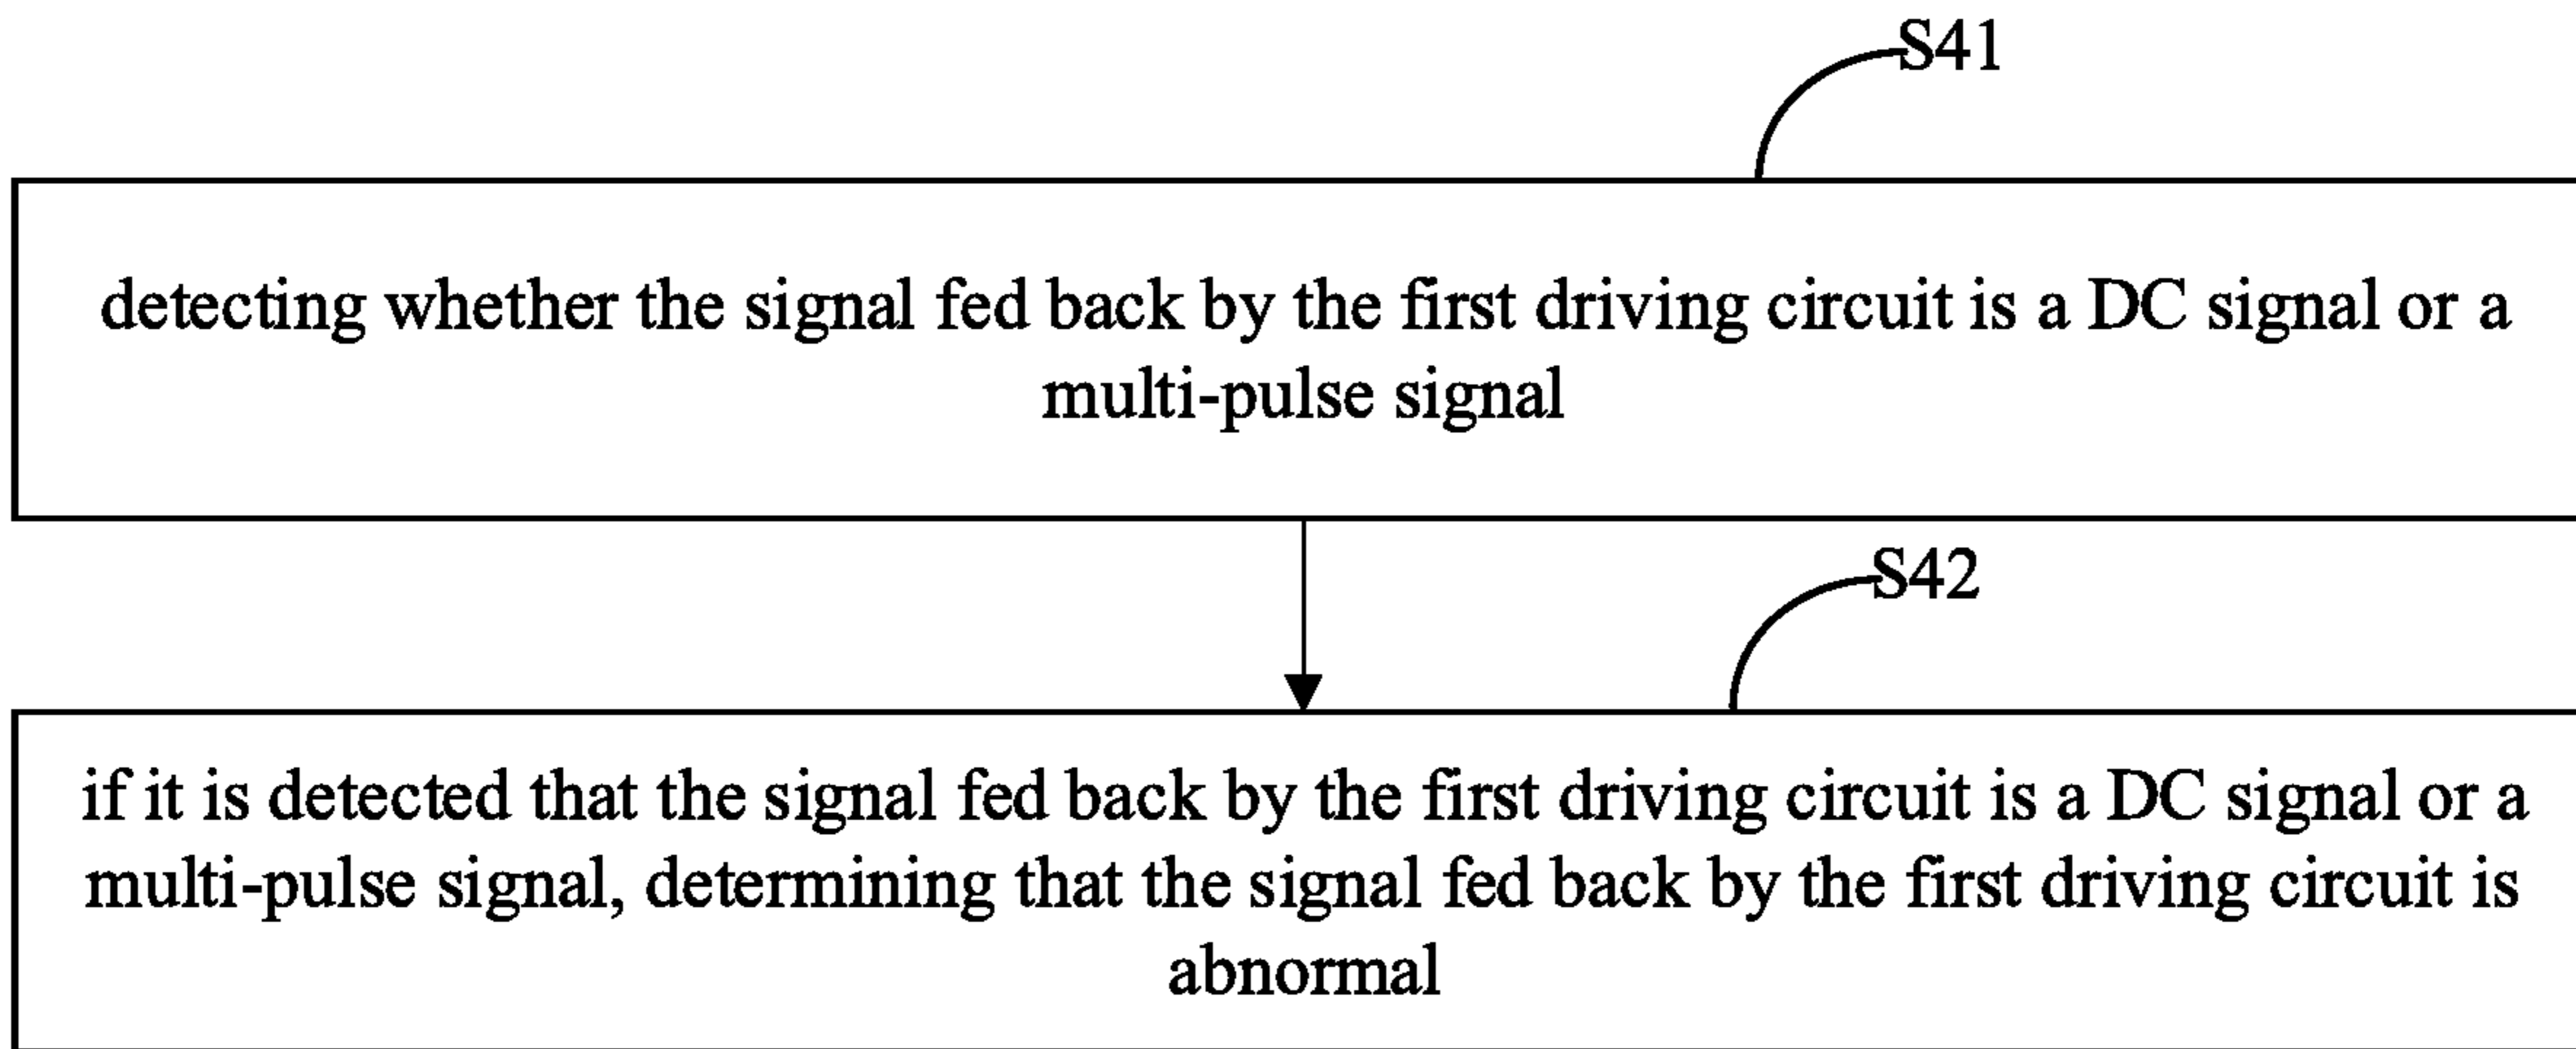 S41
detecting whether the signal fed back by the first driving circuit is a DC signal or a
multi-pulse signal
S42
if it is detected that the signal fed back by the first driving circuit is a DC signal or a
multi-pulse signal, determining that the signal fed back by the first driving circuit is
abnormal